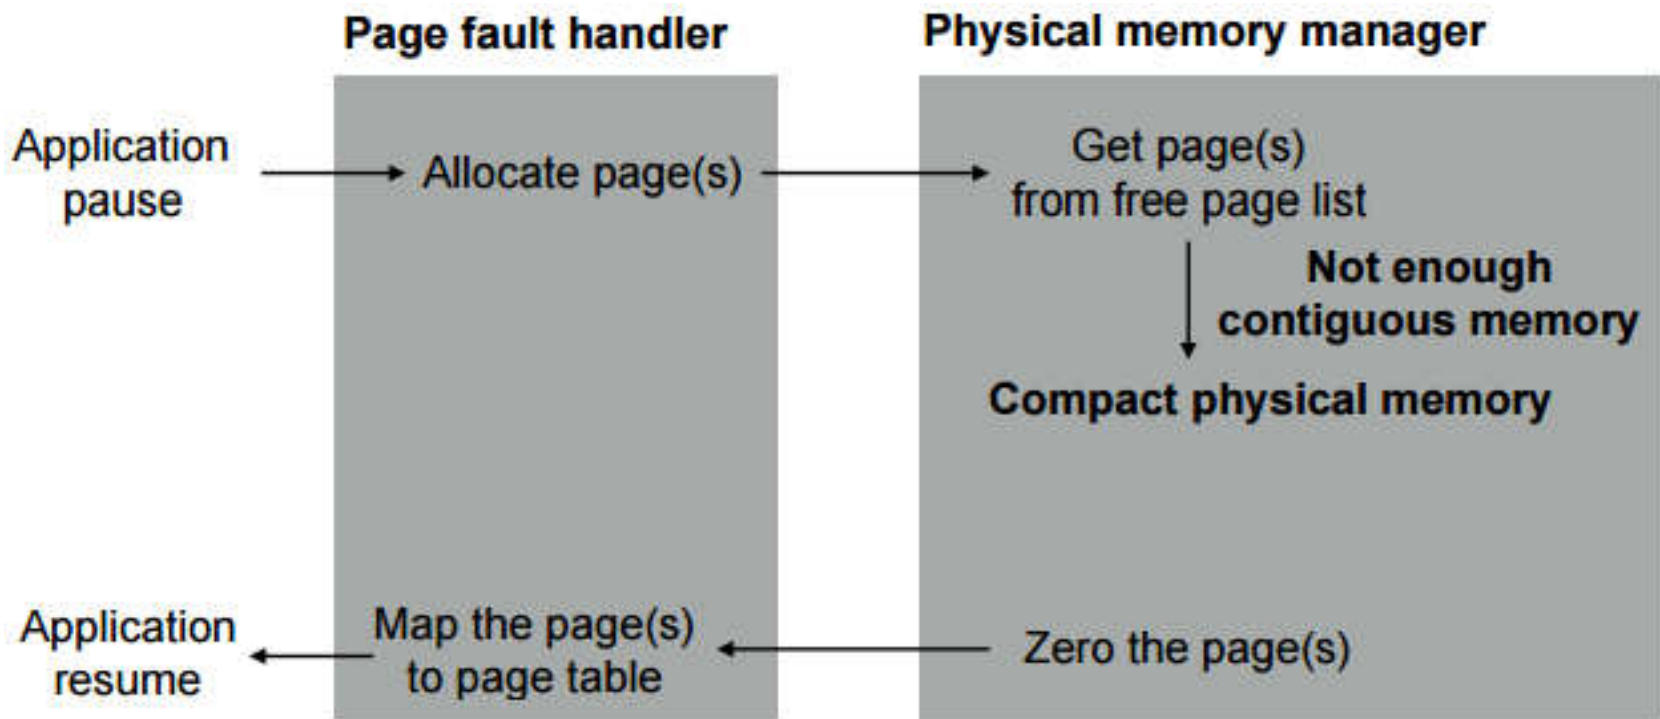 Page fault handler
Physical memory manager
Application
pause
Allocate page(s)
Get page(s)
from free page list
Not enough
contiguous memory
Compact physical memory
Application
resume
Map the page(s)
to page table
Zero the page(s)